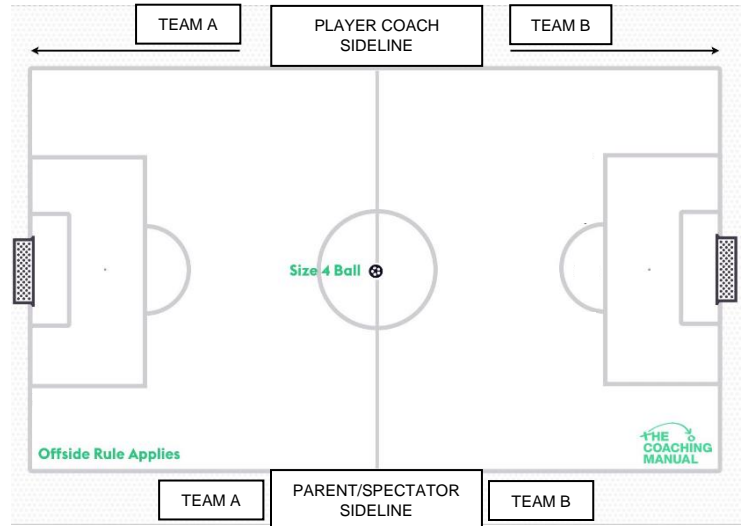 TEAM A
PLAYER COACH
SIDELINE
TEAM B
Size 4 Ball
Offside Rule Applies
THE
COACHING
MANUAL
TEAM A
PARENT/SPECTATOR
SIDELINE
TEAM B